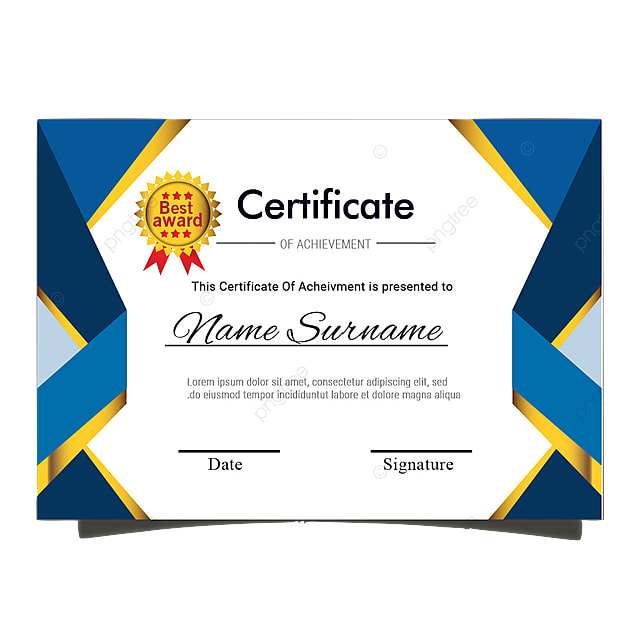 Best
award
Certificate
OF ACHIEVEMENT
This Certificate Of Acheivment is presented to
Name Surname
Lorem ipsum dolor sit amet, consectetur adipiscing elit, sed
.do eiusmod tempor incididuntut labore et dolore magna aliqua
Date
Signature
pngtree